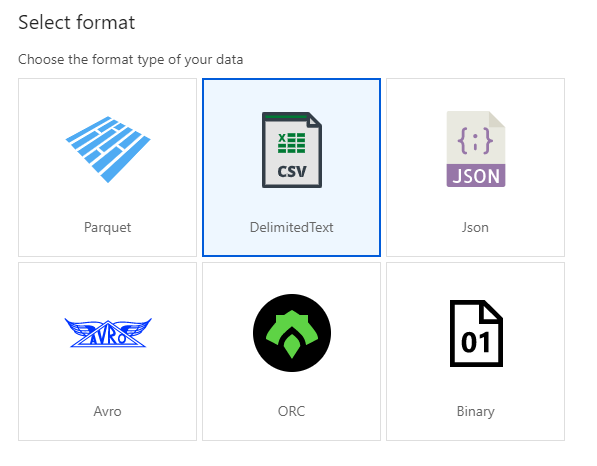 Select format
Choose the format type of your data
X
CSV
{;}
JSON
Parquet
DelimitedText
Json
AVRO
01
Avro
ORC
Binary